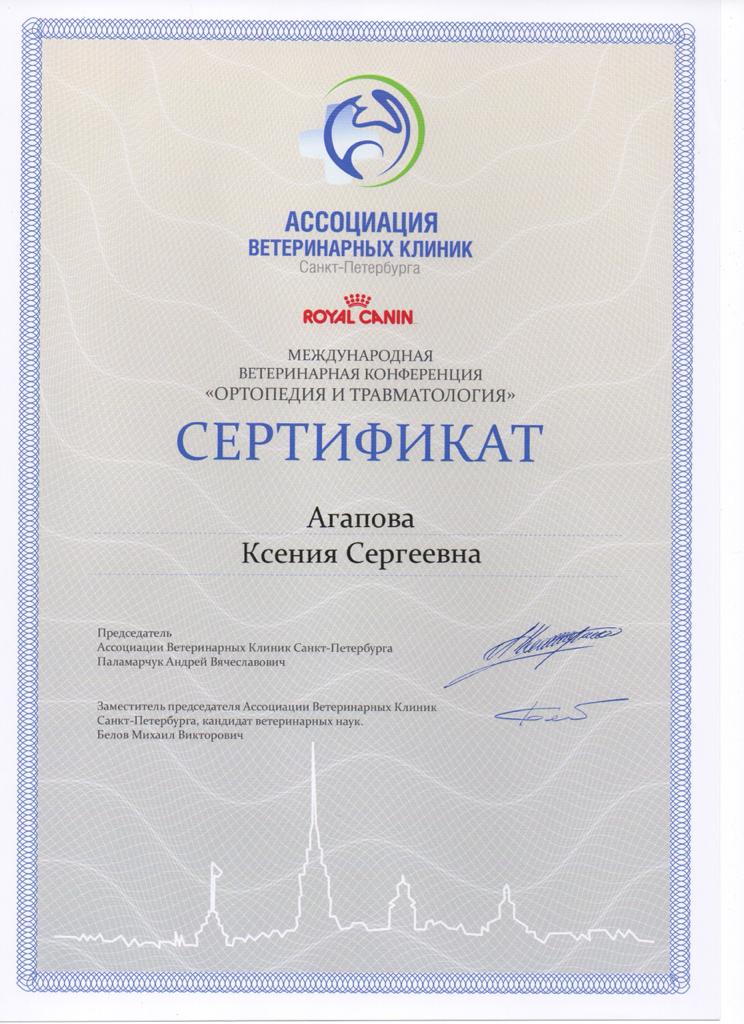 АССОЦИАЦИЯ
ВЕТЕРИНАРНЫХ КЛИНИК
Санкт-Петербурга
ROYAL CANIN
МЕЖДУНАРОДНАЯ
ВЕТЕРИНАРНАЯ КОНФЕРЕНЦИЯ
«ОРТОПЕДИЯ И ТРАВМАТОЛОГИЯ»
СЕРТИФИКАТ
Агапова
Ксения Сергеевна
Председатель
Ассоциации Ветеринарных Клиник Санкт-Петербурга
Паламарчук Андрей Вячеславович
Заместитель председателя Ассоциации Ветеринарных Клиник
Санкт-Петербурга, кандидат ветеринарных наук.
Белов Михаил Викторович